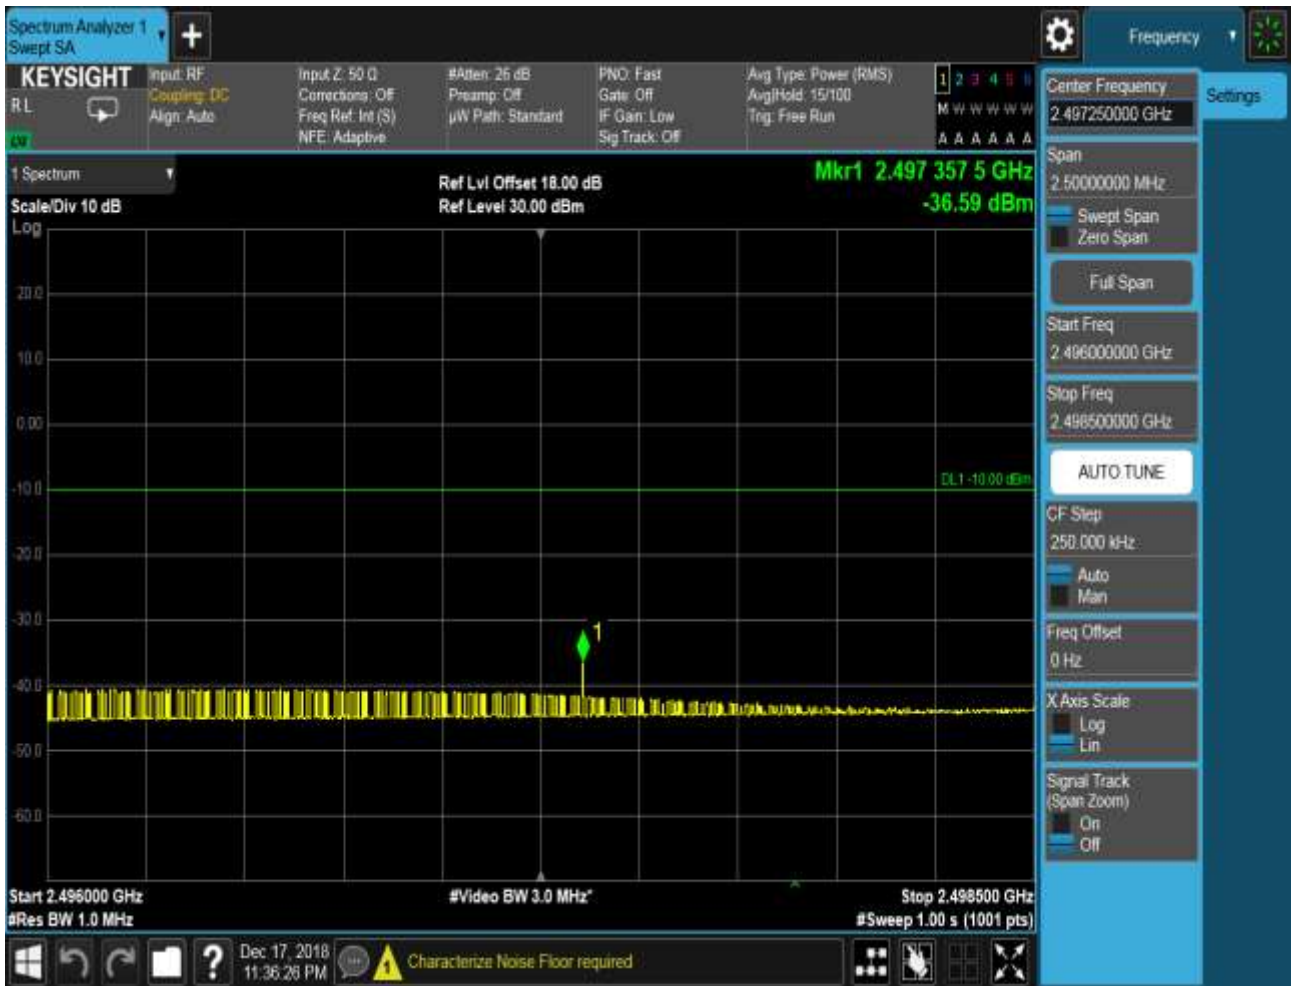 Spectrum Analyzer 1
Swept SA
Frequency
KEYSIGHT
R L
Input: RF
Coupling: DC
Align: Auto
Input Z: 50 Ω
Corrections: Off
Freq Ref: Int (S)
NFE: Adaptive
#Atten: 26 dB
Preamp: Off
µW Path: Standard
PNO: Fast
Gate: Off
IF Gain: Low
Sig Track: Off
Avg Type: Power (RMS)
Avg|Hold: 15/100
Trig: Free Run
1 2 3 4 5 6
M W W W W W
A A A A A A
1 Spectrum
Scale/Div 10 dB
Log
Ref Lvl Offset 18.00 dB
Ref Level 30.00 dBm
Mkr1 2.497 357 5 GHz
-36.59 dBm
20.0
10.0
0.00
-10.0
-20.0
-30.0
-40.0
-50.0
-60.0
DL1 -10.00 dBm
1
Start 2.496000 GHz
#Res BW 1.0 MHz
#Video BW 3.0 MHz*
Stop 2.498500 GHz
#Sweep 1.00 s (1001 pts)
Center Frequency
2.497250000 GHz
Settings
Span
2.50000000 MHz
Swept Span
Zero Span
Full Span
Start Freq
2.496000000 GHz
Stop Freq
2.498500000 GHz
AUTO TUNE
CF Step
250.000 kHz
Auto
Man
Freq Offset
0 Hz
X Axis Scale
Log
Lin
Signal Track
(Span Zoom)
On
Off
?
Dec 17, 2018
11:36:26 PM
1
Characterize Noise Floor required